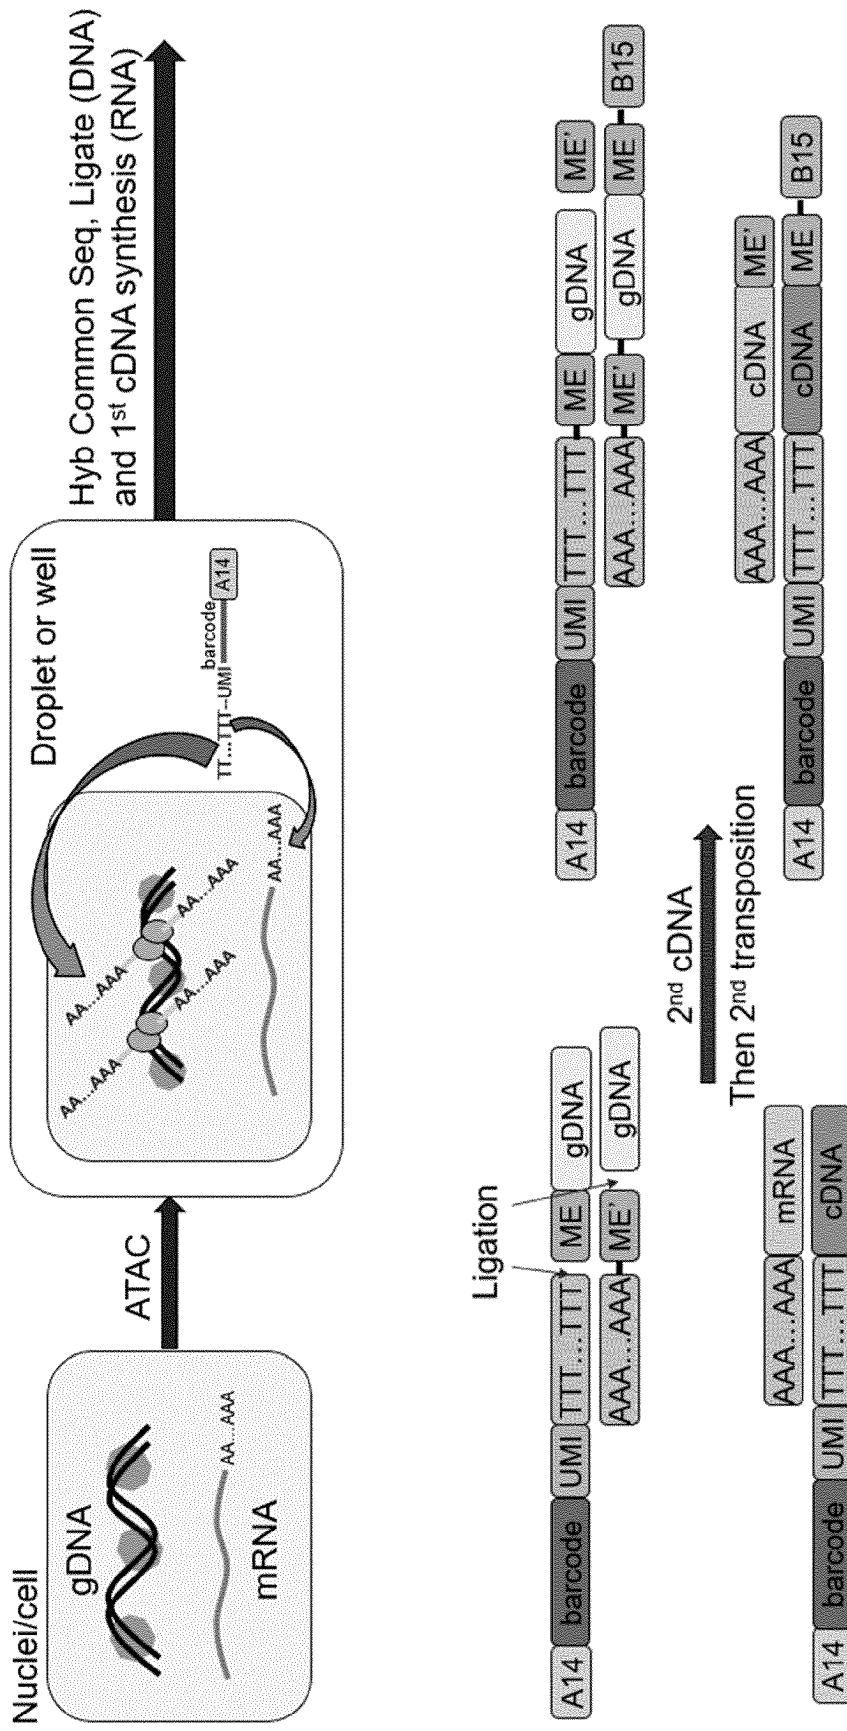 Nuclei/cell
gDNA
mRNA
AA...AAA
ATAC
Droplet or well
AA...AAA
AA...AAA
AA...AAA
AA...AAA
AA...AAA
TT...TTT–UMI
barcode
A14
Hyb Common Seq, Ligate (DNA)
and 1st cDNA synthesis (RNA)
Ligation
A14 barcode UMI TTT....TTT ME gDNA
AAA...AAA ME' gDNA
AAA...AAA mRNA
A14 barcode UMI TTT....TTT cDNA
2nd cDNA
Then 2nd transposition
A14 barcode UMI TTT....TTT ME gDNA ME'
AAA...AAA ME' gDNA ME B15
AAA...AAA cDNA ME'
A14 barcode UMI TTT....TTT cDNA ME B15